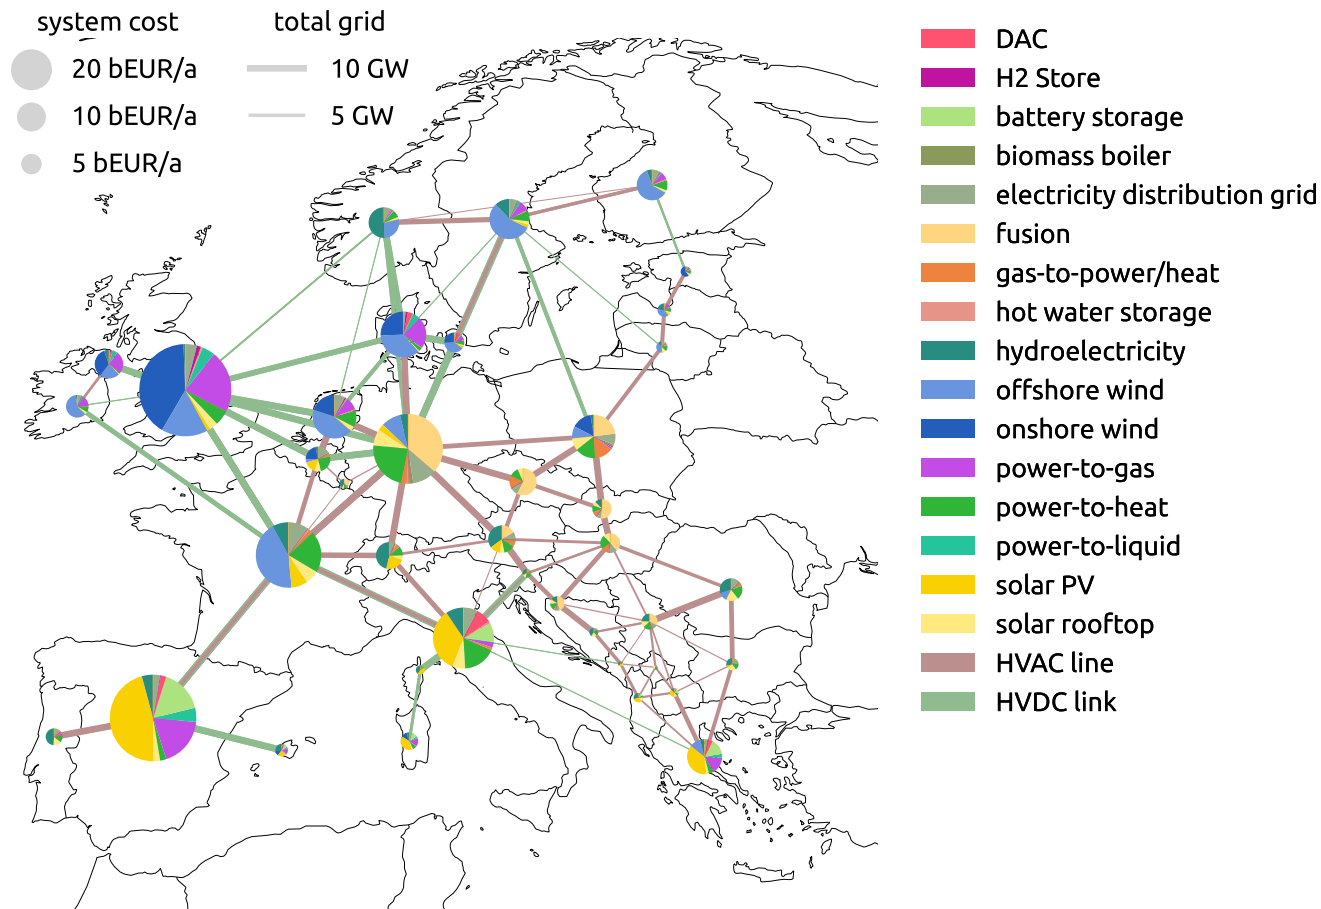 system cost
20 bEUR/a
10 bEUR/a
5 bEUR/a
total grid
10 GW
5 GW
DAC
H2 Store
battery storage
biomass boiler
electricity distribution grid
fusion
gas-to-power/heat
hot water storage
hydroelectricity
offshore wind
onshore wind
power-to-gas
power-to-heat
power-to-liquid
solar PV
solar rooftop
HVAC line
HVDC link